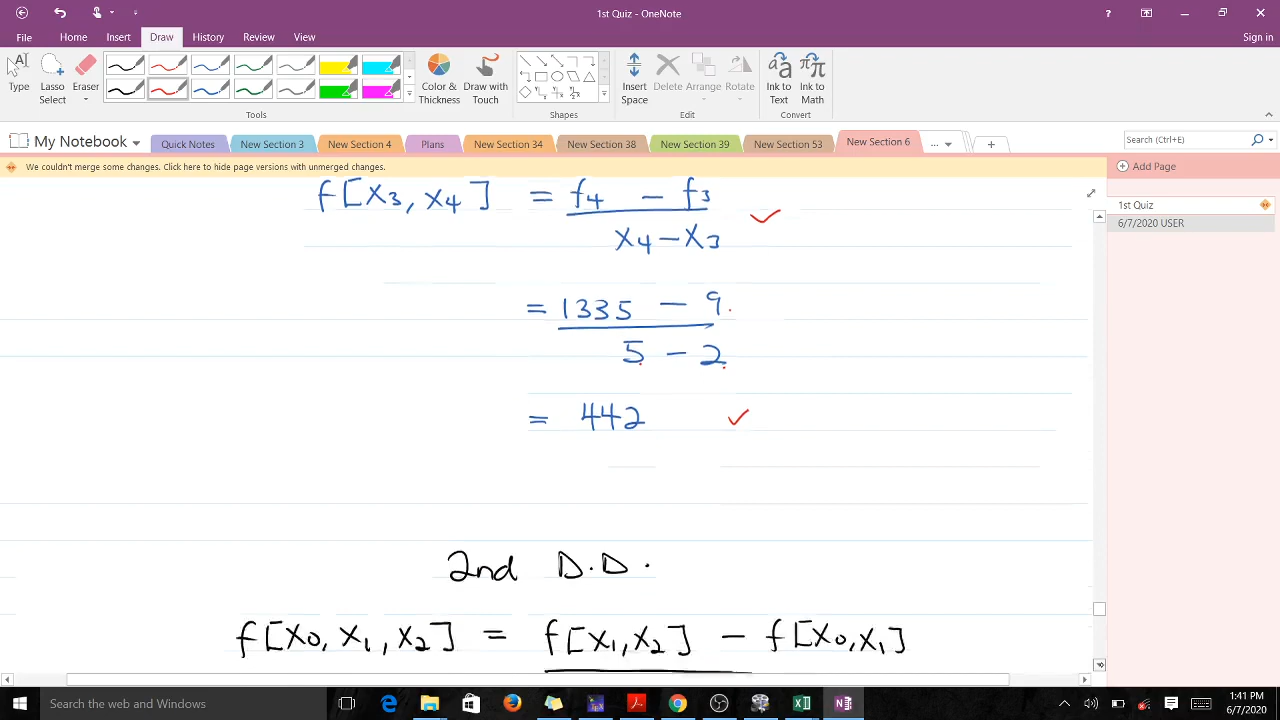 1st Quiz - OneNote
File Home Insert Draw History Review View
Sign in
Type
Lasso Select
Eraser
Color & Thickness
Draw with Touch
Insert Space
Delete
Arrange
Rotate
Ink to Text
Ink to Math
Tools
Shapes
Edit
Convert
My Notebook
Quick Notes
New Section 3
New Section 4
Plans
New Section 34
New Section 38
New Section 39
New Section 53
New Section 6
...
+
Search (Ctrl+E)
We couldn't merge some changes. Click here to hide page versions with unmerged changes.
Add Page
1st Quiz
6/7/2020 USER
f[x3, x4] = f4 - f3
x4 - x3
= 1335 - 9
5 - 2
= 442
2nd D.D.
f[x0, x1, x2] = f[x1, x2] - f[x0, x1]
Search the web and Windows
1:41 PM
6/7/2020